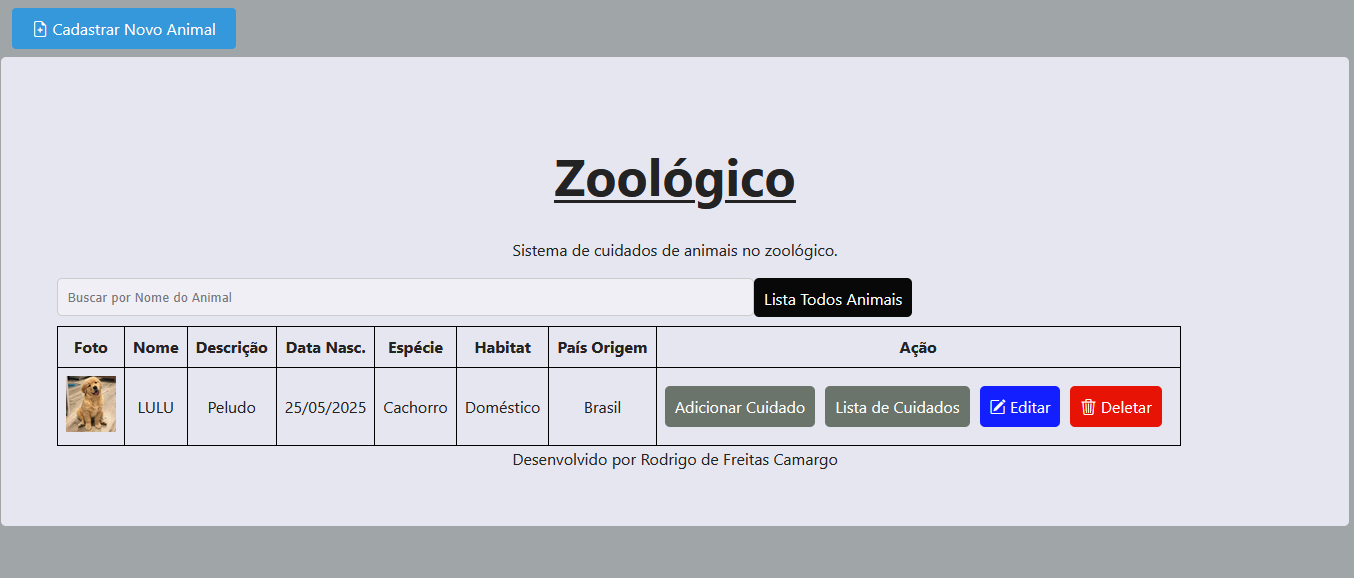 Cadastrar Novo Animal
Zoológico
Sistema de cuidados de animais no zoológico.
Buscar por Nome do Animal
Lista Todos Animais
Foto Nome Descrição Data Nasc. Espécie Habitat País Origem Ação
LULU Peludo 25/05/2025 Cachorro Doméstico Brasil Adicionar Cuidado Lista de Cuidados Editar Deletar
Desenvolvido por Rodrigo de Freitas Camargo